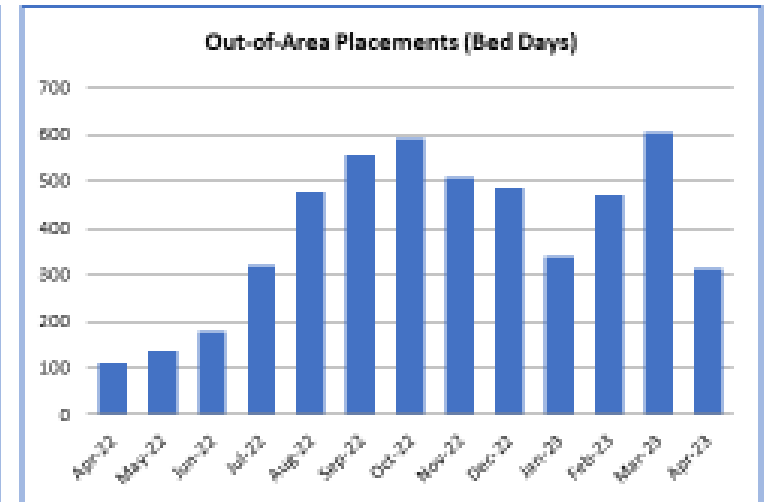 Out-of-Area Placements (Bed Days)
700
600
500
400
300
200
100
0
Apr-22
May-22
Jun-22
Jul-22
Aug-22
Sep-22
Oct-22
Nov-22
Dec-22
Jan-23
Feb-23
Mar-23
Apr-23